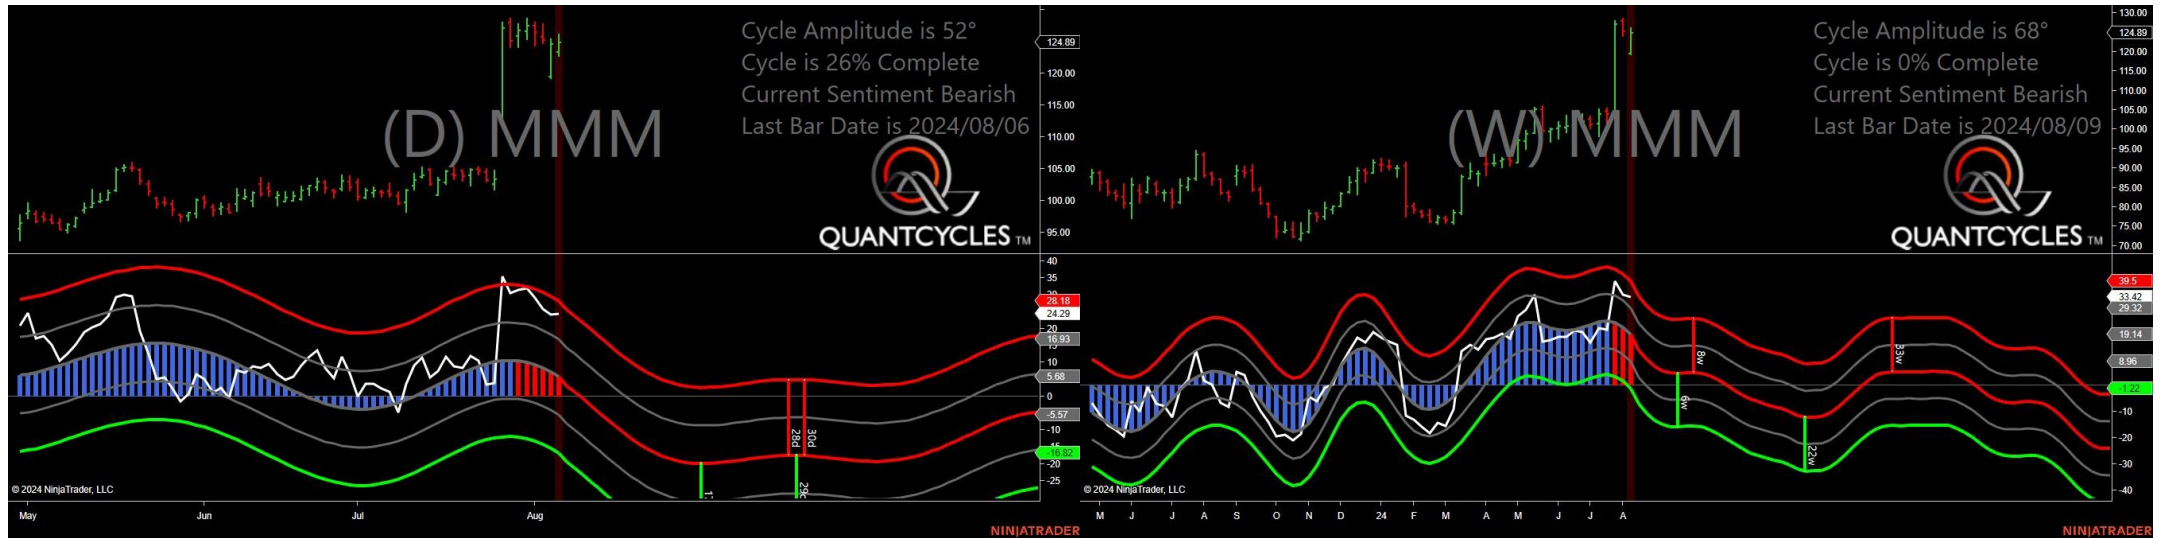 Cycle Amplitude is 52°
Cycle is 26% Complete
Current Sentiment Bearish
Last Bar Date is 2024/08/06
(D) MMM
QUANTCYCLES TM
124.89
120.00
115.00
110.00
105.00
100.00
95.00
40
35
28.18
24.29
20
16.93
10
5.68
0
-5.57
-10
-16.82
-20
-25
28d
30d
29d
© 2024 NinjaTrader, LLC
May
Jun
Jul
Aug
NINJATRADER
Cycle Amplitude is 68°
Cycle is 0% Complete
Current Sentiment Bearish
Last Bar Date is 2024/08/09
(W) MMM
QUANTCYCLES TM
130.00
124.89
120.00
115.00
110.00
105.00
100.00
95.00
90.00
85.00
80.00
75.00
70.00
39.5
33.42
29.32
19.14
8.96
-1.22
-10
-20
-30
-40
8w
6w
33w
22w
© 2024 NinjaTrader, LLC
M
J
J
A
S
O
N
D
24
F
M
A
M
J
J
A
NINJATRADER